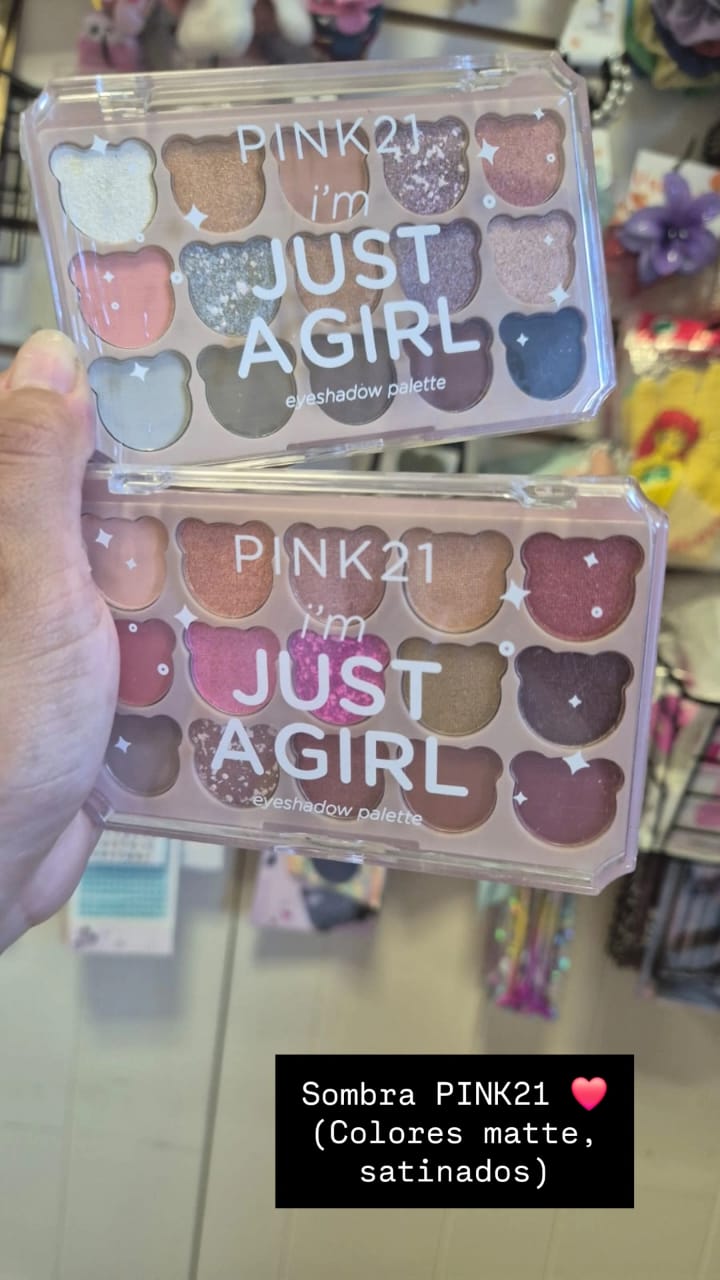 PINK21
i'm
JUST
A GIRL
eyeshadow palette
PINK21
i'm
JUST
A GIRL
eyeshadow palette
Sombra PINK21 ❤️
(Colores matte,
satinados)